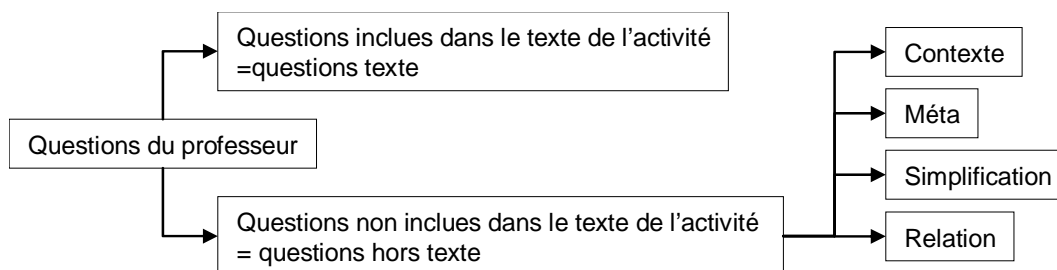 Questions inclues dans le texte de l'activité
=questions texte
Questions du professeur
Questions non inclues dans le texte de l'activité
= questions hors texte
Contexte
Méta
Simplification
Relation